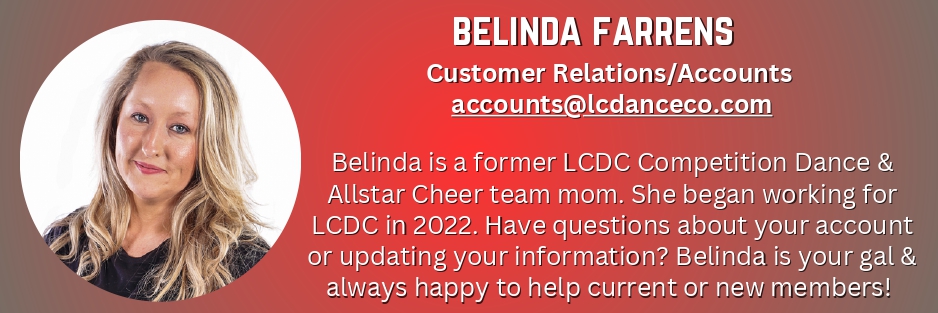 BELINDA FARRENS
Customer Relations/Accounts
accounts@lcdanceco.com
Belinda is a former LCDC Competition Dance &
Allstar Cheer team mom. She began working for
LCDC in 2022. Have questions about your account
or updating your information? Belinda is your gal &
always happy to help current or new members!